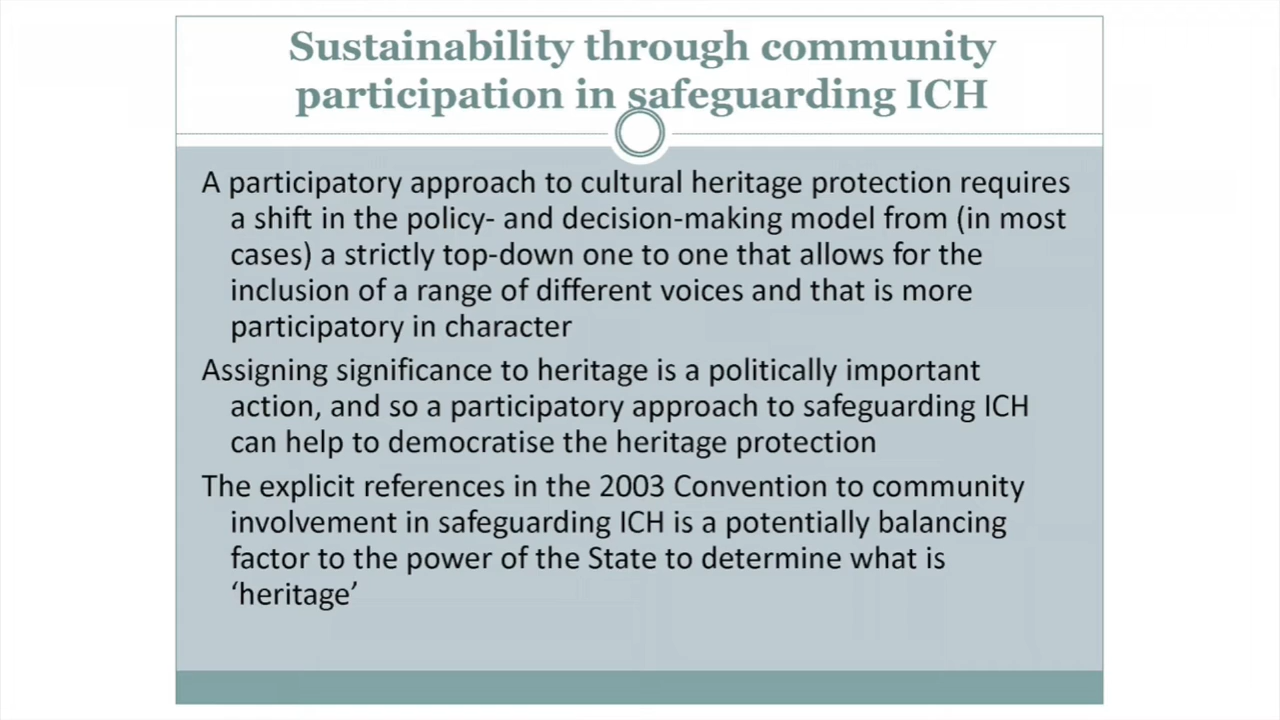 Sustainability through community
participation in safeguarding ICH
A participatory approach to cultural heritage protection requires
a shift in the policy- and decision-making model from (in most
cases) a strictly top-down one to one that allows for the
inclusion of a range of different voices and that is more
participatory in character
Assigning significance to heritage is a politically important
action, and so a participatory approach to safeguarding ICH
can help to democratise the heritage protection
The explicit references in the 2003 Convention to community
involvement in safeguarding ICH is a potentially balancing
factor to the power of the State to determine what is
‘heritage’